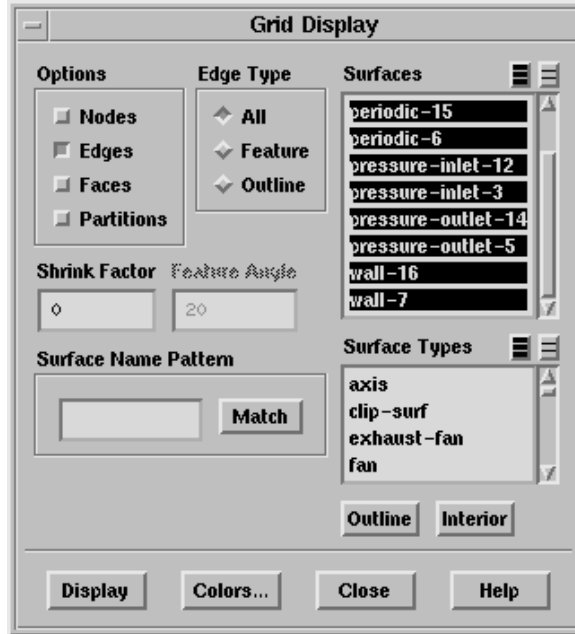 Grid Display
Options
Nodes
Edges
Faces
Partitions
Edge Type
All
Feature
Outline
Surfaces
periodic-15
periodic-6
pressure-inlet-12
pressure-inlet-3
pressure-outlet-14
pressure-outlet-5
wall-16
wall-7
Shrink Factor
0
Feature Angle
20
Surface Name Pattern
Match
Surface Types
axis
clip-surf
exhaust-fan
fan
Outline Interior
Display Colors... Close Help